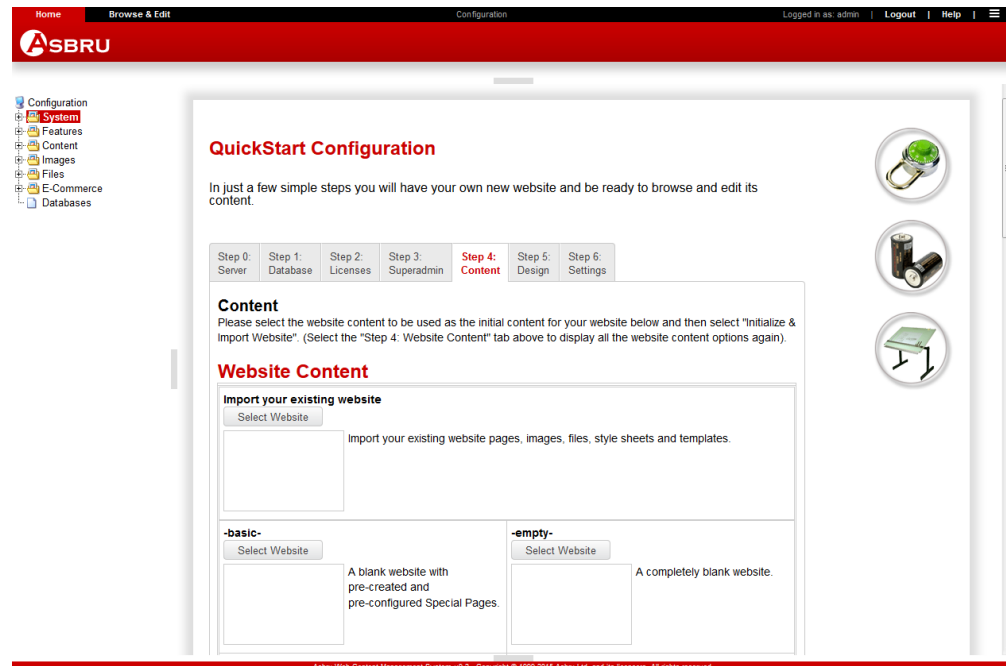 Home Browse & Edit Configuration Logged in as: admin | Logout | Help |
ASBRU
Configuration
System
Features
Content
Images
Files
E-Commerce
Databases
QuickStart Configuration
In just a few simple steps you will have your own new website and be ready to browse and edit its
content.
Step 0: Step 1: Step 2: Step 3: Step 4: Step 5: Step 6:
Server Database Licenses Superadmin Content Design Settings
Content
Please select the website content to be used as the initial content for your website below and then select "Initialize &
Import Website". (Select the "Step 4: Website Content" tab above to display all the website content options again).
Website Content
Import your existing website
Select Website
Import your existing website pages, images, files, style sheets and templates.
-basic-
Select Website
A blank website with
pre-created and
pre-configured Special Pages.
-empty-
Select Website
A completely blank website.